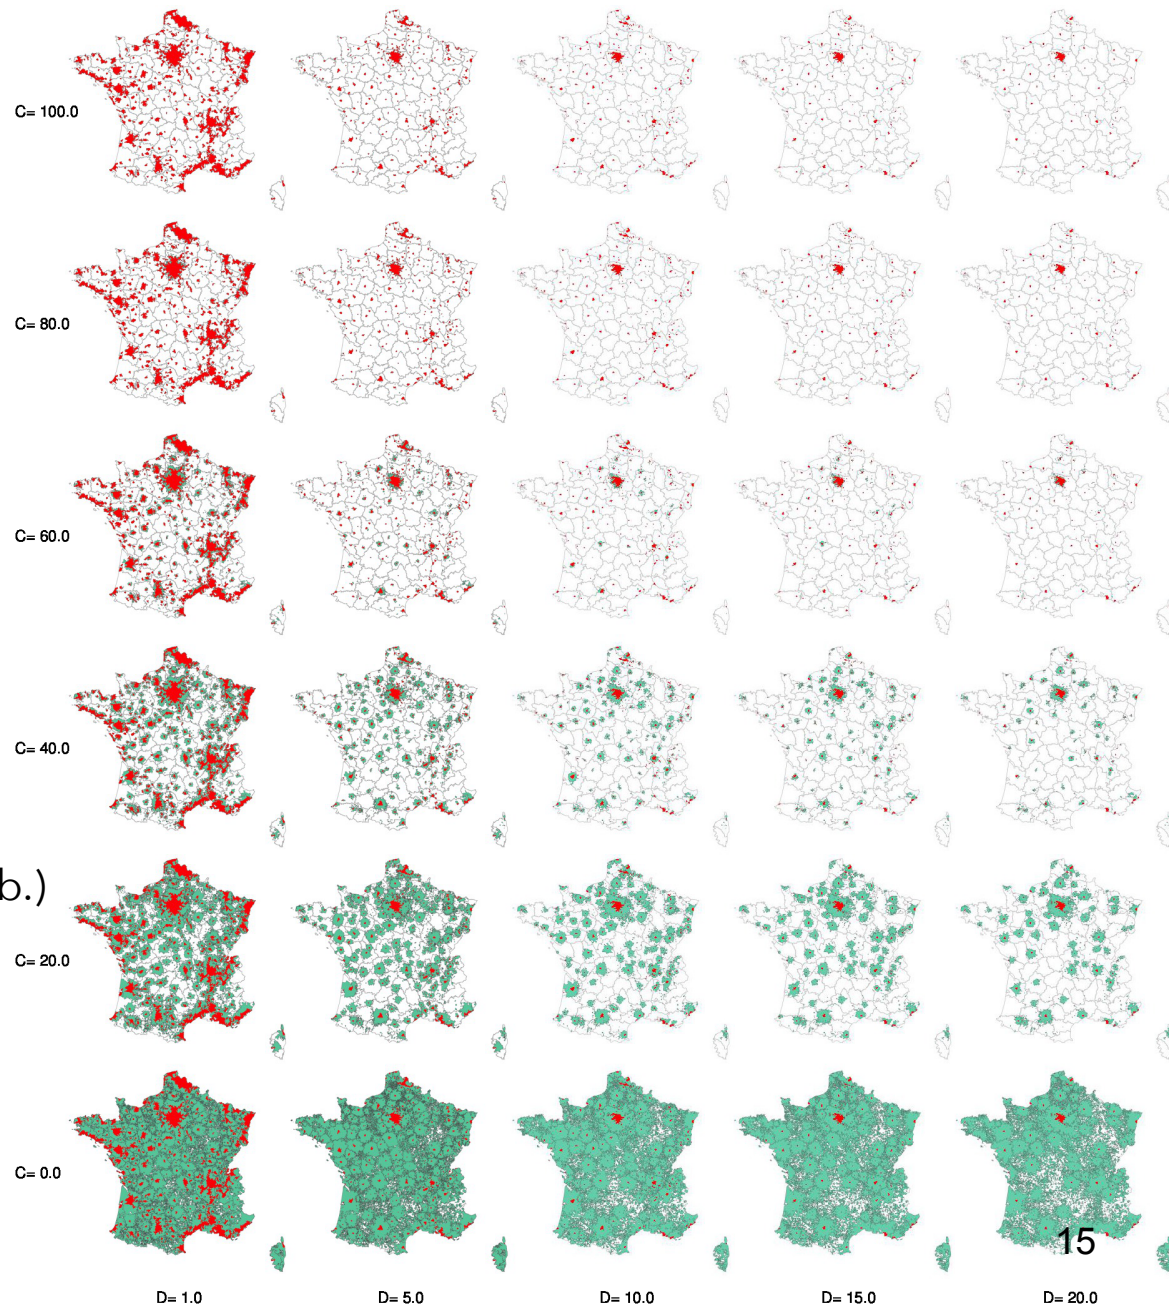 C= 100.0
C= 80.0
C= 60.0
C= 40.0
b.)
C= 20.0
C= 0.0
15
D= 1.0 D= 5.0 D= 10.0 D= 15.0 D= 20.0